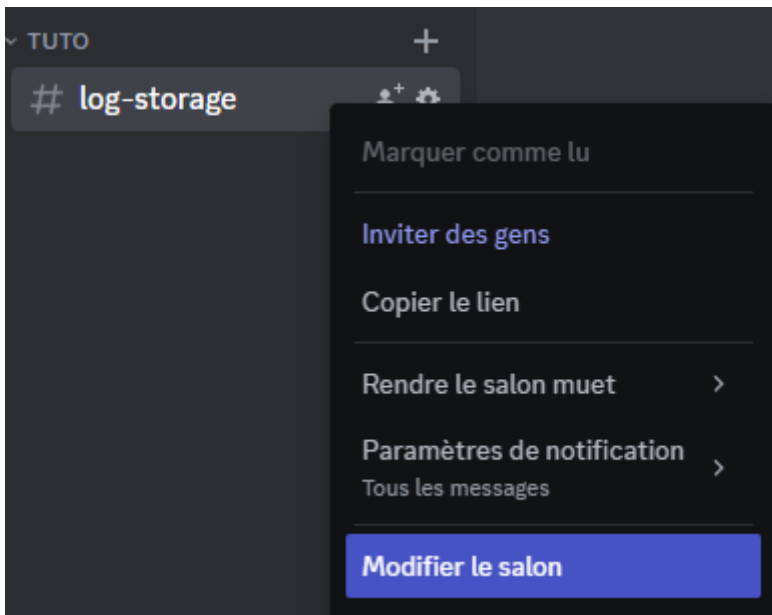 TUTO
# log-storage
Marquer comme lu
Inviter des gens
Copier le lien
Rendre le salon muet
Paramètres de notification
Tous les messages
Modifier le salon